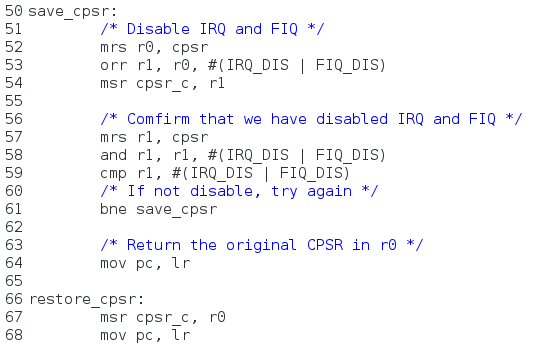 50 save_cpsr:
51         /* Disable IRQ and FIQ */
52         mrs r0, cpsr
53         orr r1, r0, #(IRQ_DIS | FIQ_DIS)
54         msr cpsr_c, r1
55
56         /* Comfirm that we have disabled IRQ and FIQ */
57         mrs r1, cpsr
58         and r1, r1, #(IRQ_DIS | FIQ_DIS)
59         cmp r1, #(IRQ_DIS | FIQ_DIS)
60         /* If not disable, try again */
61         bne save_cpsr
62
63         /* Return the original CPSR in r0 */
64         mov pc, lr
65
66 restore_cpsr:
67         msr cpsr_c, r0
68         mov pc, lr